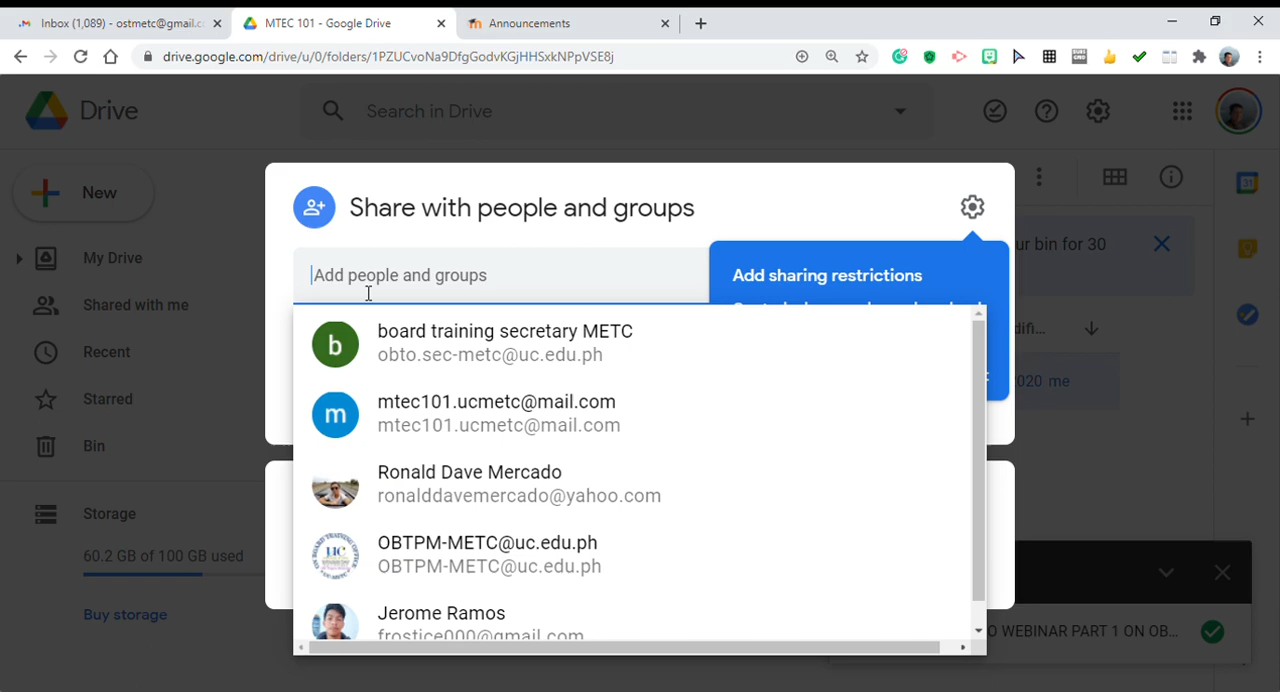 Inbox (1,089) - ostmetc@gmail.c
MTEC 101 - Google Drive
Announcements
drive.google.com/drive/u/0/folders/1PZUCvoNa9DfgGodvKGjHHSxkNPpVSE8j
Drive
Search in Drive
New
My Drive
Shared with me
Recent
Starred
Bin
Storage
60.2 GB of 100 GB used
Buy storage
Share with people and groups
Add people and groups
Add sharing restrictions
board training secretary METC
obto.sec-metc@uc.edu.ph
mtec101.ucmetc@mail.com
mtec101.ucmetc@mail.com
Ronald Dave Mercado
ronalddavemercado@yahoo.com
OBTPM-METC@uc.edu.ph
OBTPM-METC@uc.edu.ph
Jerome Ramos
frostice000@gmail.com
ur bin for 30
difi...
2020 me
O WEBINAR PART 1 ON OB...